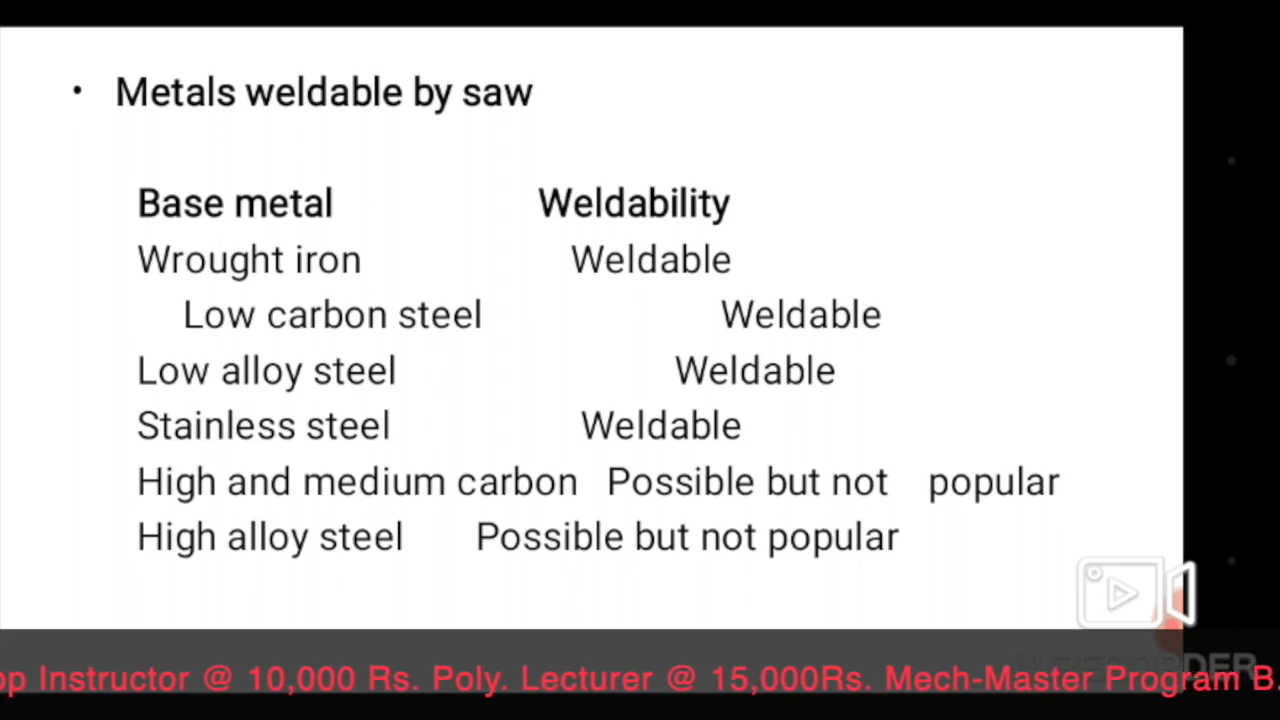 • Metals weldable by saw
Base metal Weldability
Wrought iron Weldable
Low carbon steel Weldable
Low alloy steel Weldable
Stainless steel Weldable
High and medium carbon Possible but not popular
High alloy steel Possible but not popular
Instructor @ 10,000 Rs. Poly. Lecturer @ 15,000Rs. Mech-Master Program B.